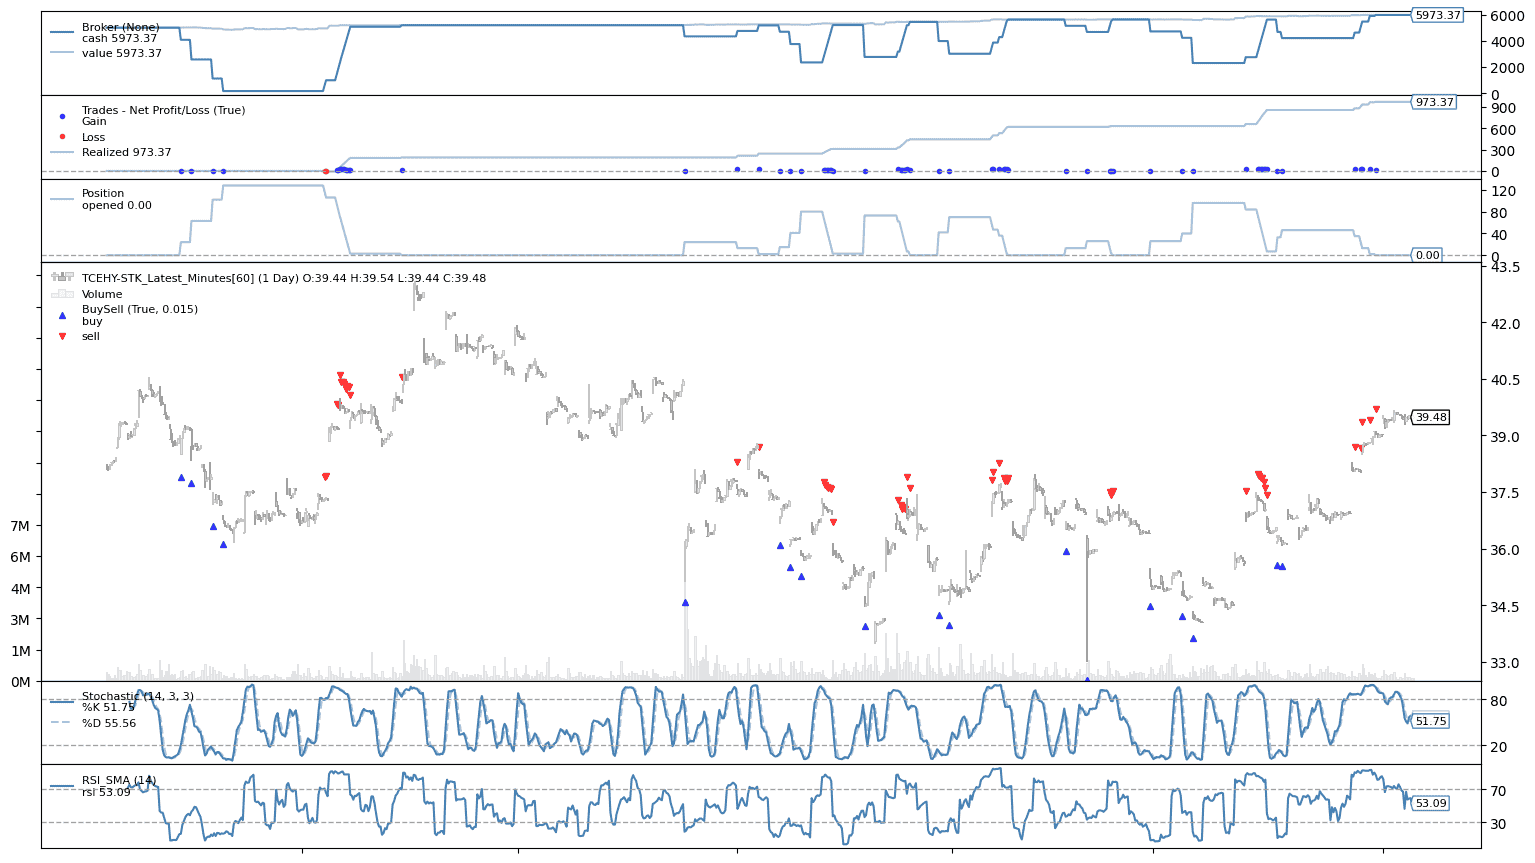 Broker (None)
cash 5973.37
value 5973.37
6000
5973.37
4000
2000
0
Trades - Net Profit/Loss (True)
Gain
Loss
Realized 973.37
973.37
900
600
300
0
Position
opened 0.00
120
80
40
0
0.00
TCEHY-STK_Latest_Minutes[60] (1 Day) O:39.44 H:39.54 L:39.44 C:39.48
Volume
BuySell (True, 0.015)
buy
sell
43.5
42.0
40.5
39.48
39.0
37.5
36.0
34.5
33.0
7M
6M
4M
3M
1M
0M
Stochastic (14, 3, 3)
%K 51.75
%D 55.56
80
51.75
20
RSI_SMA (14)
rsi 53.09
70
53.09
30